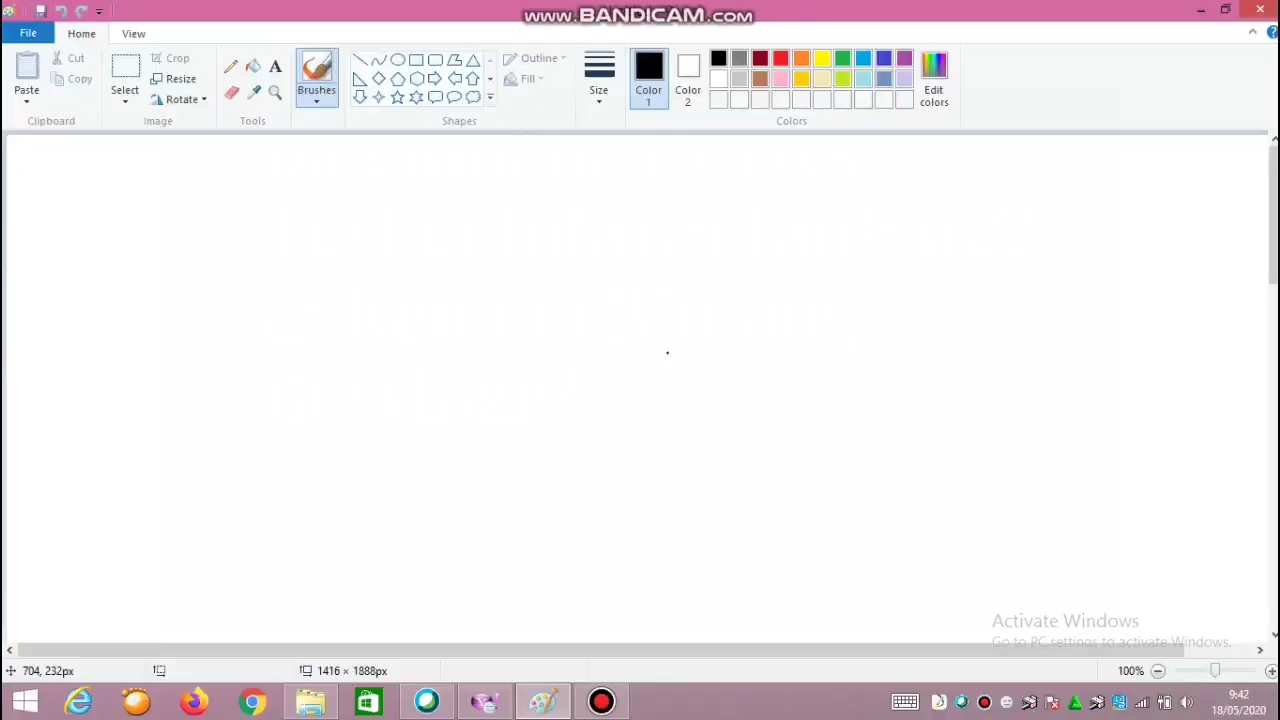 www.BANDICAM.com
File
Home
View
Paste
Cut
Copy
Clipboard
Select
Crop
Resize
Rotate
Image
A
Tools
Brushes
Outline
Fill
Shapes
Size
Color
1
Color
2
Edit
colors
Colors
Activate Windows
Go to PC settings to activate Windows.
704, 232px
1416 × 1888px
100%
9:42
18/05/2020